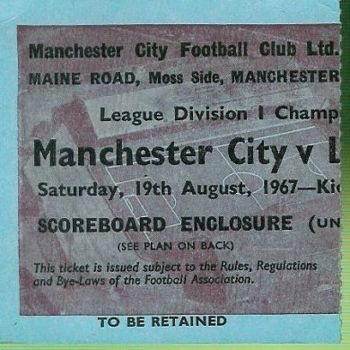 Manchester City Football Club Ltd.
MAINE ROAD, Moss Side, MANCHESTER
League Division I Champ
Manchester City v L
Saturday, 19th August, 1967—Kic
SCOREBOARD ENCLOSURE (UN
(SEE PLAN ON BACK)
This ticket is issued subject to the Rules, Regulations
and Bye-Laws of the Football Association.
TO BE RETAINED